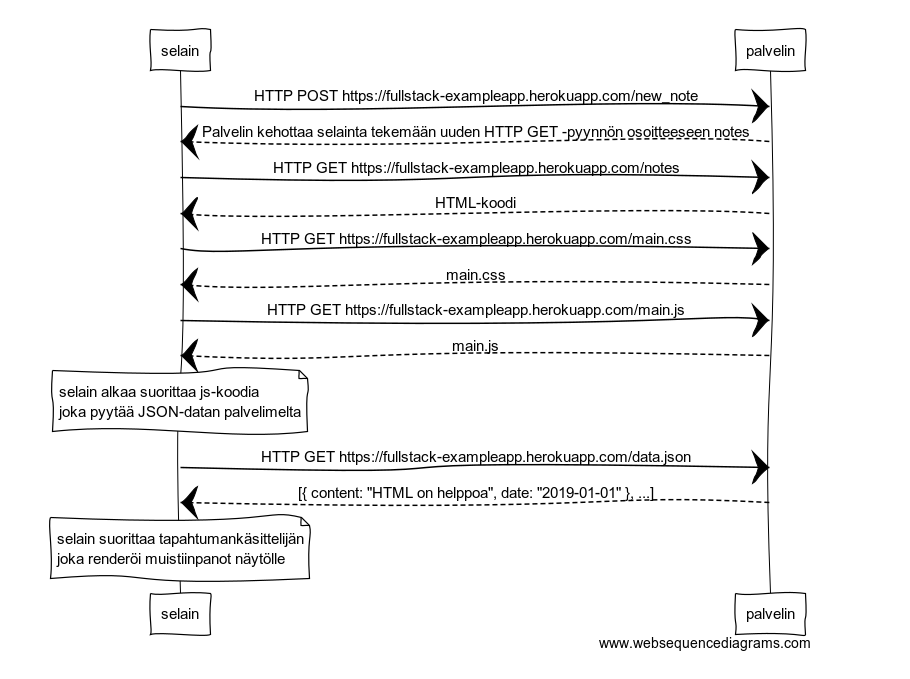 selain
palvelin
HTTP POST https://fullstack-exampleapp.herokuapp.com/new_note
Palvelin kehottaa selainta tekemään uuden HTTP GET -pyynnön osoitteeseen notes
HTTP GET https://fullstack-exampleapp.herokuapp.com/notes
HTML-koodi
HTTP GET https://fullstack-exampleapp.herokuapp.com/main.css
main.css
HTTP GET https://fullstack-exampleapp.herokuapp.com/main.js
main.js
selain alkaa suorittaa js-koodia
joka pyytää JSON-datan palvelimelta
HTTP GET https://fullstack-exampleapp.herokuapp.com/data.json
[{ content: "HTML on helppoa", date: "2019-01-01" }, ...]
selain suorittaa tapahtumankäsittelijän
joka renderöi muistiinpanot näytölle
selain
palvelin
www.websequencediagrams.com